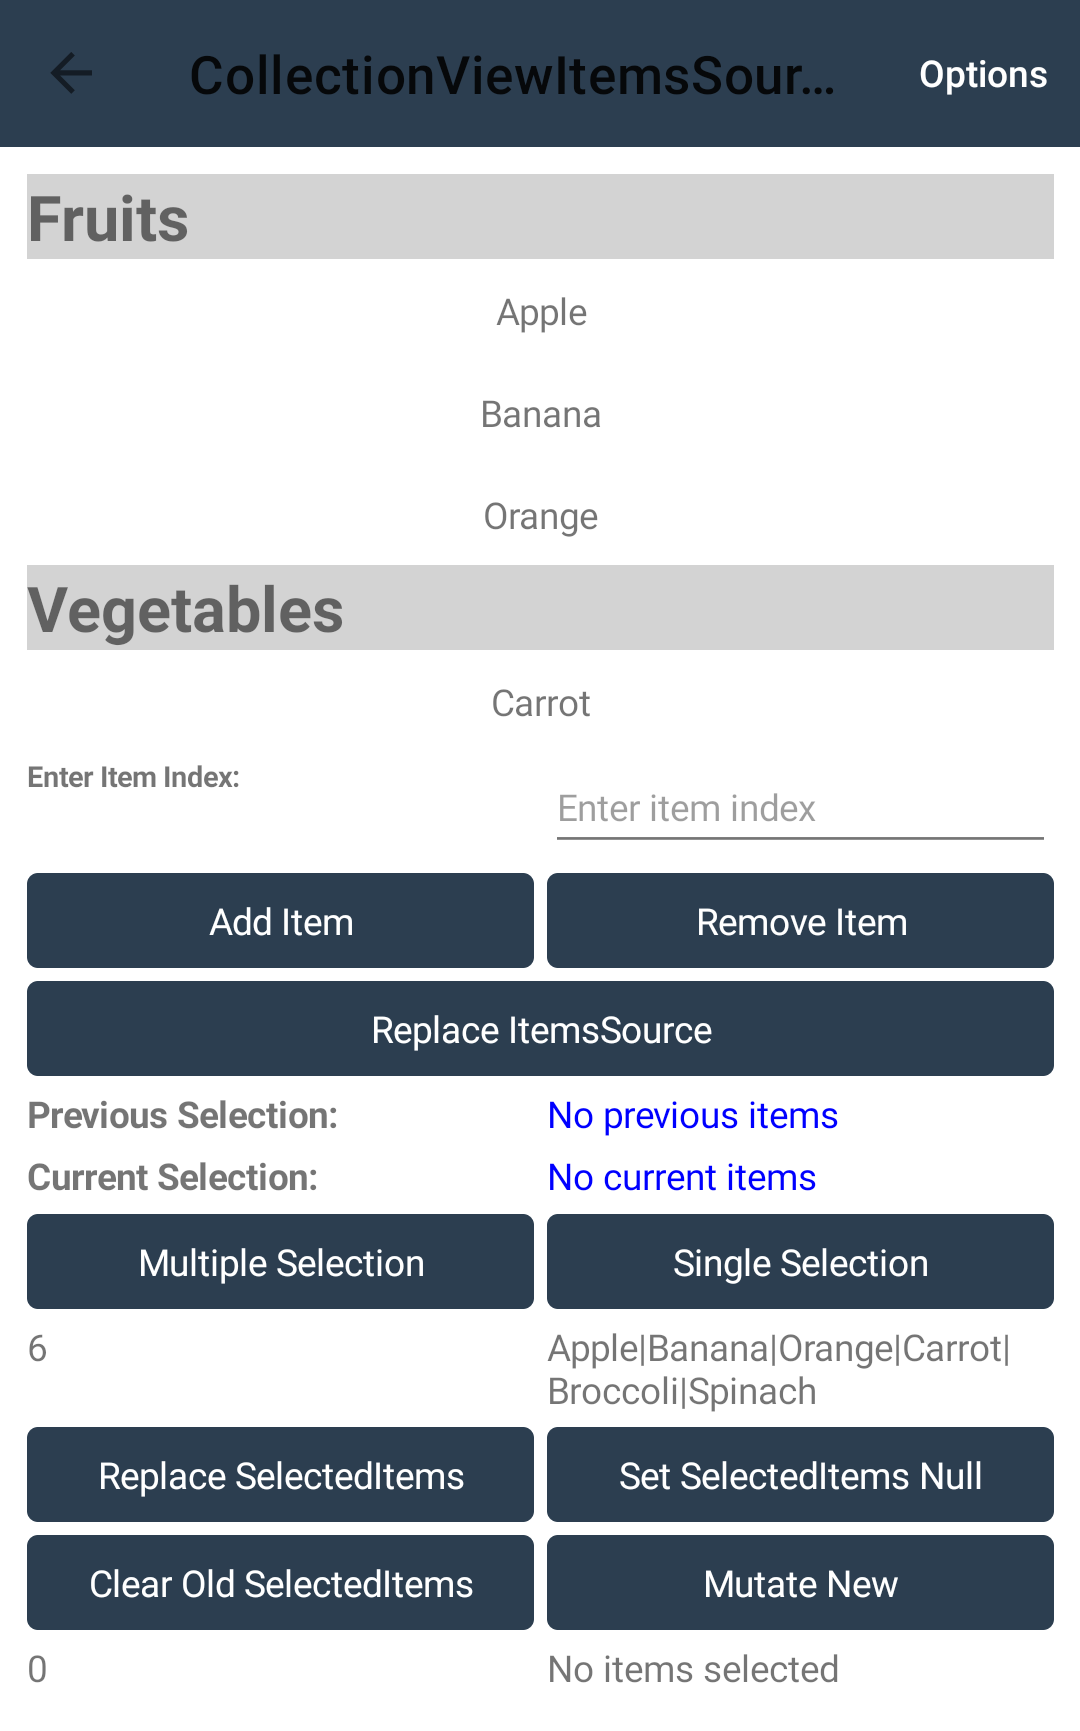 CollectionViewItemsSour...
Options
Fruits
Apple
Banana
Orange
Vegetables
Carrot
Enter Item Index:
Enter item index
Add Item
Remove Item
Replace ItemsSource
Previous Selection:
No previous items
Current Selection:
No current items
Multiple Selection
Single Selection
6
Apple|Banana|Orange|Carrot|
Broccoli|Spinach
Replace SelectedItems
Set SelectedItems Null
Clear Old SelectedItems
Mutate New
0
No items selected